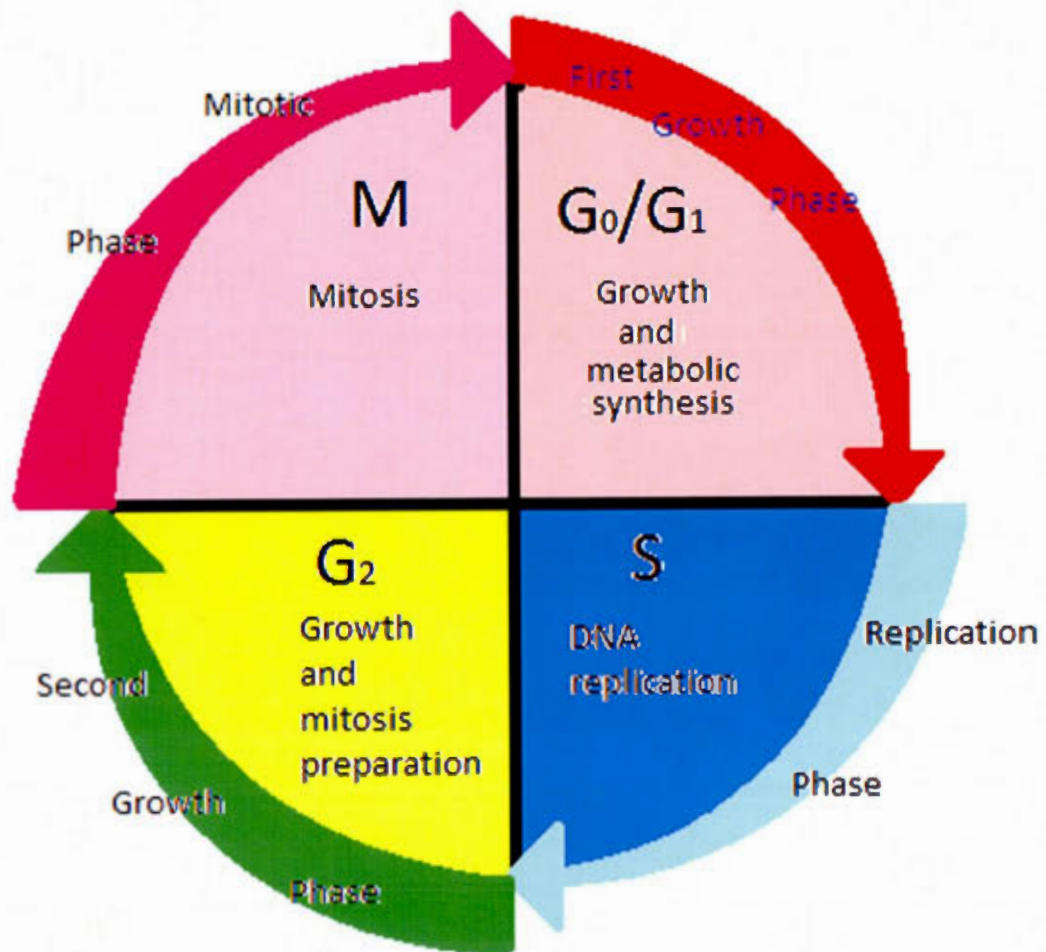 Mitotic
Phase
First
Growth
Phase
M
Mitosis
G₀/G₁
Growth
and
metabolic
synthesis
G₂
Growth
and
mitosis
preparation
S
DNA
replication
Replication
Phase
Second
Growth
Phase